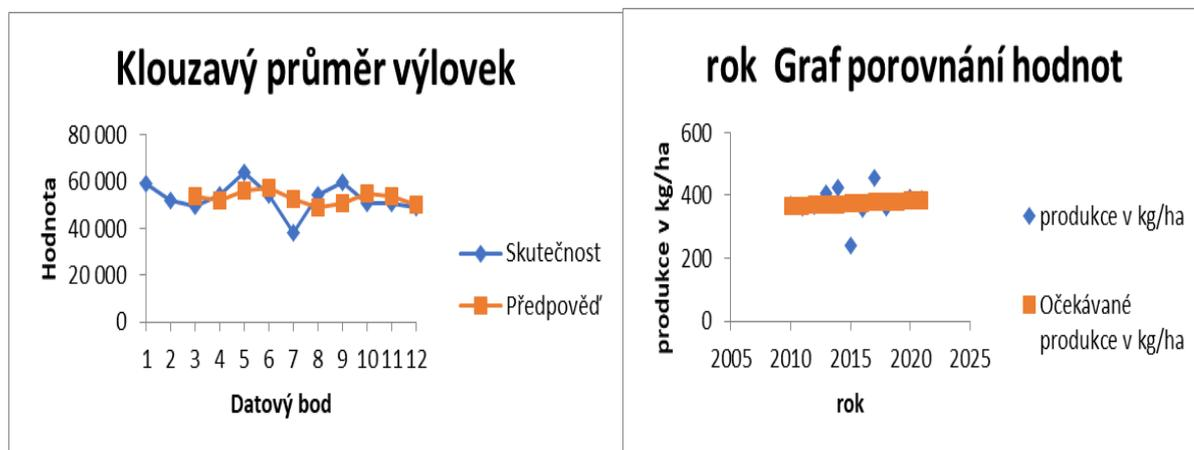 Klouzavý průměr výlovek
Hodnota
80 000
60 000
40 000
20 000
0
1 2 3 4 5 6 7 8 9 10 11 12
Datový bod
Skutečnost
Předpověď
rok Graf porovnání hodnot
produkce v kg/ha
600
400
200
0
2005 2010 2015 2020 2025
rok
produkce v kg/ha
Očekávané
produkce v kg/ha